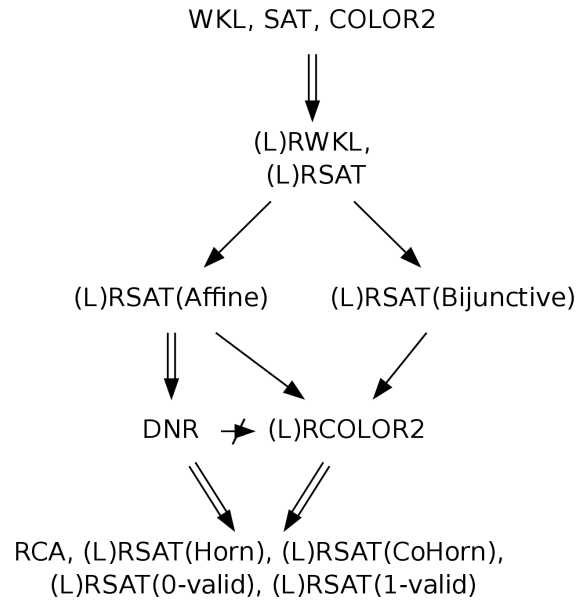 WKL, SAT, COLOR2
(L)RWKL,
(L)RSAT
(L)RSAT(Affine)
(L)RSAT(Bijunctive)
DNR
(L)RCOLOR2
RCA, (L)RSAT(Horn), (L)RSAT(CoHorn),
(L)RSAT(0-valid), (L)RSAT(1-valid)